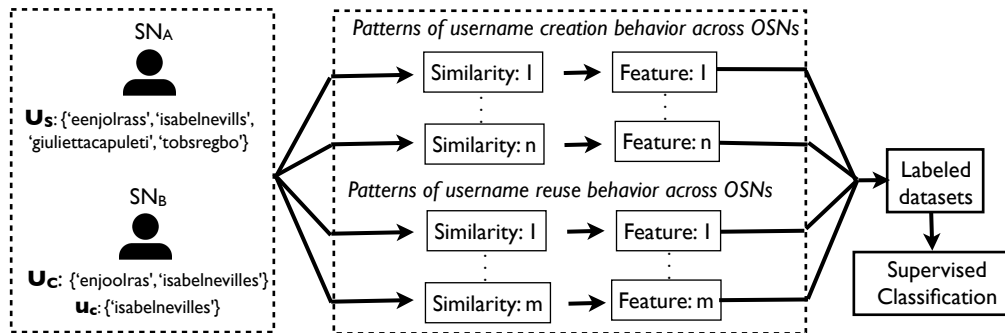 SNA
Us: {'eenjolrass','isabelnevills',
'giuliettacapuleti','tobsregbo'}
SNB
Uc: {'enjoolras','isabelnevilles'}
uc: {'isabelnevilles'}
Patterns of username creation behavior across OSNs
Similarity: 1
Feature: 1
Similarity: n
Feature: n
Patterns of username reuse behavior across OSNs
Similarity: 1
Feature: 1
Similarity: m
Feature: m
Labeled
datasets
Supervised
Classification